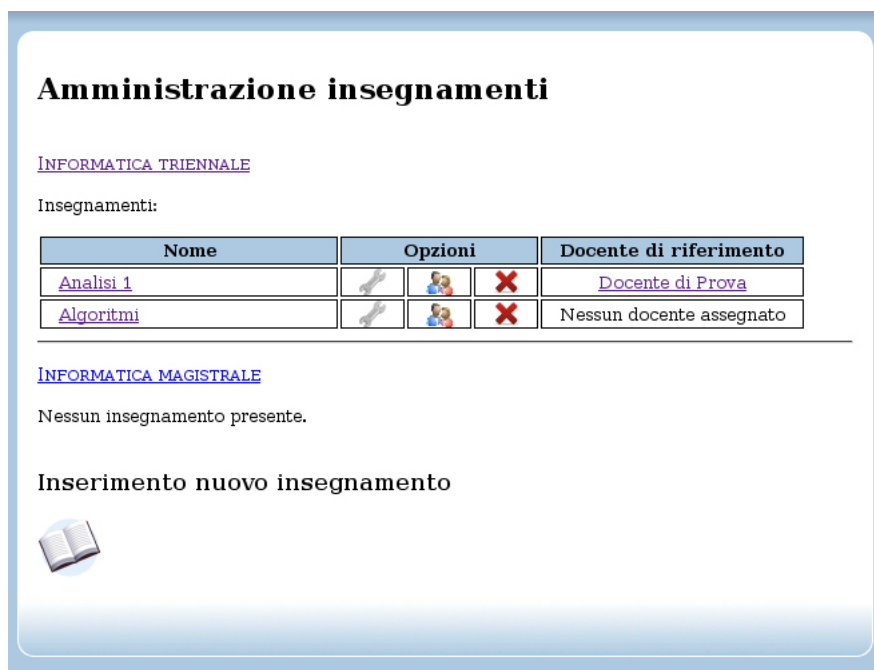 Amministrazione insegnamenti
Informatica triennale
Insegnamenti:
Nome Opzioni Docente di riferimento
Analisi 1 Docente di Prova
Algoritmi Nessun docente assegnato
Informatica magistrale
Nessun insegnamento presente.
Inserimento nuovo insegnamento